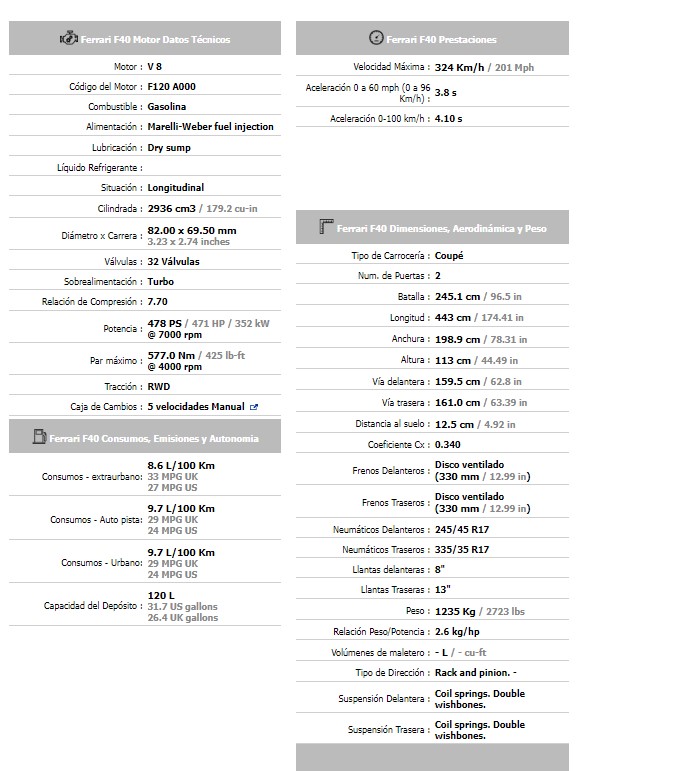 Ferrari F40 Motor Datos Técnicos
Motor : V 8
Código del Motor : F120 A000
Combustible : Gasolina
Alimentación : Marelli-Weber fuel injection
Lubricación : Dry sump
Líquido Refrigerante :
Situación : Longitudinal
Cilindrada : 2936 cm3 / 179.2 cu-in
Diámetro x Carrera : 82.00 x 69.50 mm
3.23 x 2.74 inches
Válvulas : 32 Válvulas
Sobrealimentación : Turbo
Relación de Compresión : 7.70
Potencia : 478 PS / 471 HP / 352 kW
@ 7000 rpm
Par máximo : 577.0 Nm / 425 lb-ft
@ 4000 rpm
Tracción : RWD
Caja de Cambios : 5 velocidades Manual
Ferrari F40 Consumos, Emisiones y Autonomia
Consumos - extraurbano: 8.6 L/100 Km
33 MPG UK
27 MPG US
Consumos - Auto pista: 9.7 L/100 Km
29 MPG UK
24 MPG US
Consumos - Urbano: 9.7 L/100 Km
29 MPG UK
24 MPG US
Capacidad del Depósito : 120 L
31.7 US gallons
26.4 UK gallons
Ferrari F40 Prestaciones
Velocidad Máxima : 324 Km/h / 201 Mph
Aceleración 0 a 60 mph (0 a 96
Km/h) : 3.8 s
Aceleración 0-100 km/h : 4.10 s
Ferrari F40 Dimensiones, Aerodinámica y Peso
Tipo de Carrocería : Coupé
Num. de Puertas : 2
Batalla : 245.1 cm / 96.5 in
Longitud : 443 cm / 174.41 in
Anchura : 198.9 cm / 78.31 in
Altura : 113 cm / 44.49 in
Vía delantera : 159.5 cm / 62.8 in
Vía trasera : 161.0 cm / 63.39 in
Distancia al suelo : 12.5 cm / 4.92 in
Coeficiente Cx : 0.340
Frenos Delanteros : Disco ventilado
(330 mm / 12.99 in)
Frenos Traseros : Disco ventilado
(330 mm / 12.99 in)
Neumáticos Delanteros : 245/45 R17
Neumáticos Traseros : 335/35 R17
Llantas delanteras : 8"
Llantas Traseras : 13"
Peso : 1235 Kg / 2723 lbs
Relación Peso/Potencia : 2.6 kg/hp
Volúmenes de maletero : - L / - cu-ft
Tipo de Dirección : Rack and pinion. -
Suspensión Delantera : Coil springs. Double
wishbones.
Suspensión Trasera : Coil springs. Double
wishbones.